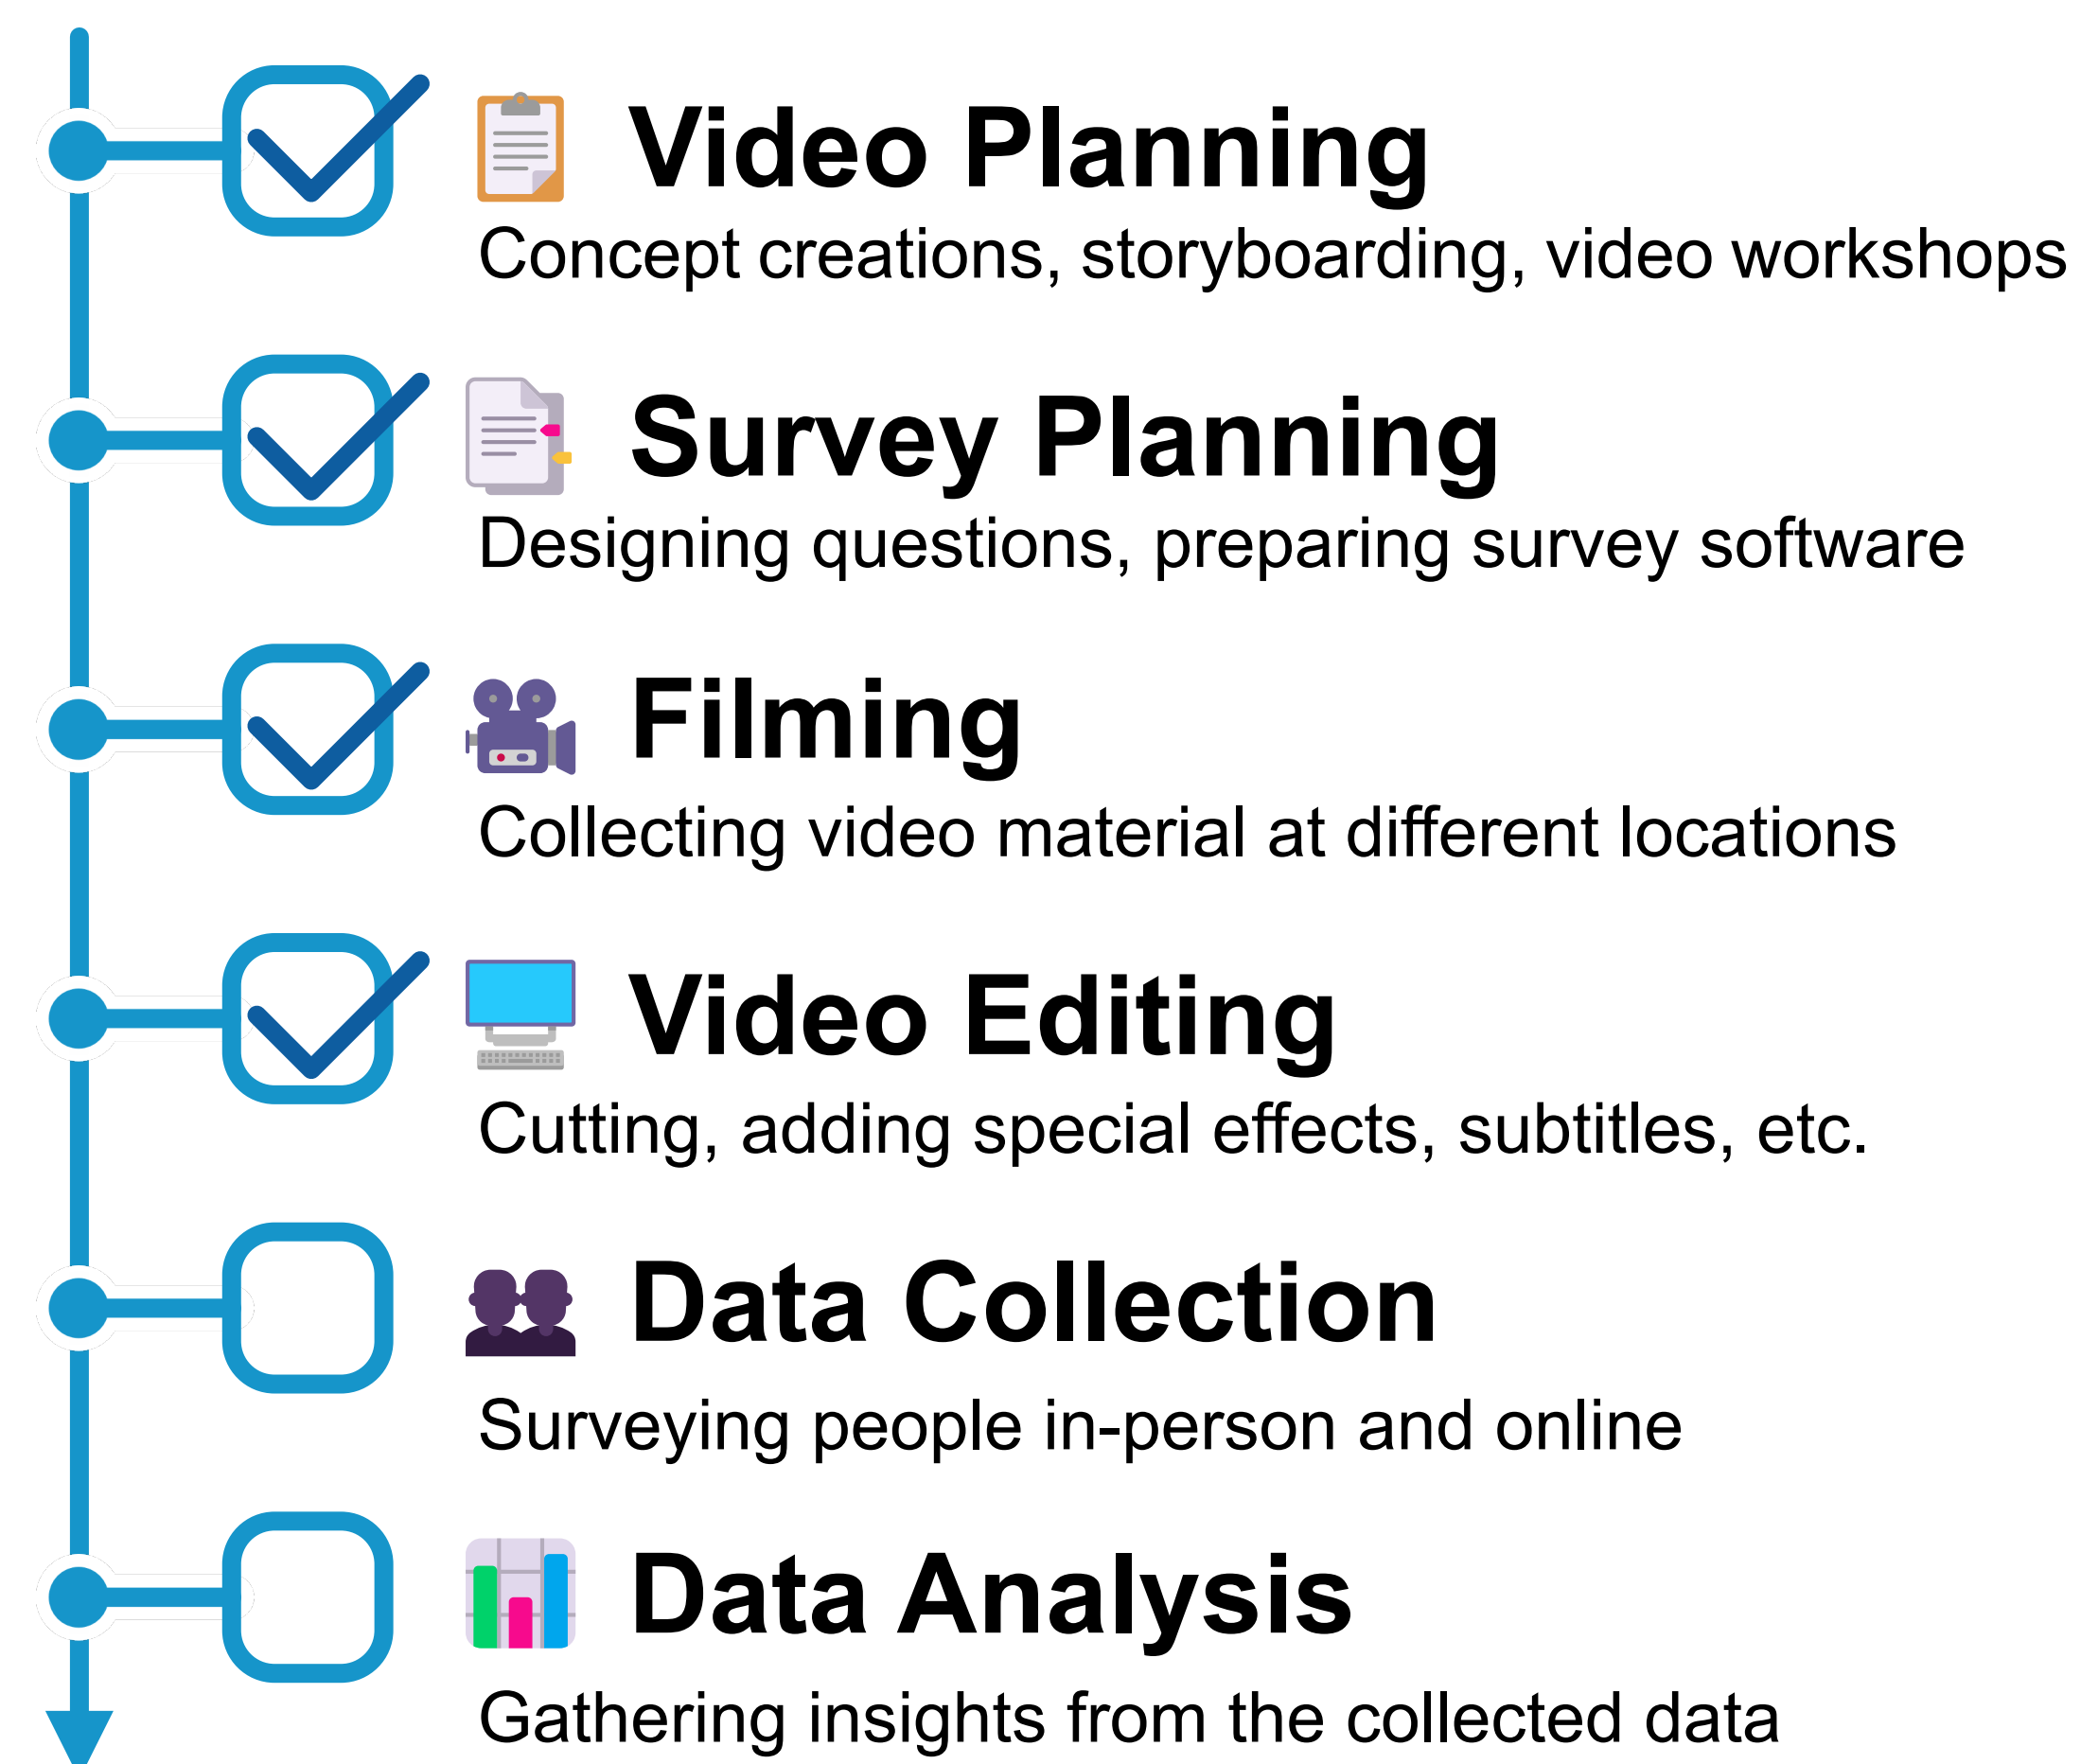 Video Planning
Concept creations, storyboarding, video workshops
Survey Planning
Designing questions, preparing survey software
Filming
Collecting video material at different locations
Video Editing
Cutting, adding special effects, subtitles, etc.
Data Collection
Surveying people in-person and online
Data Analysis
Gathering insights from the collected data